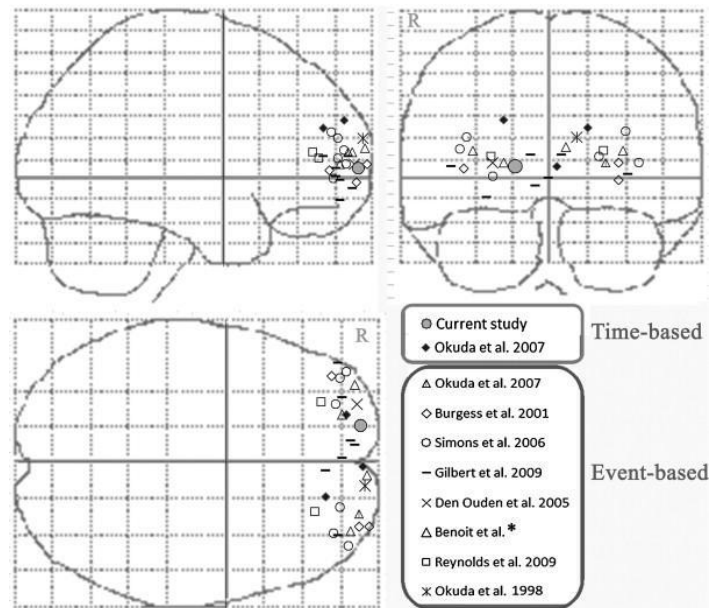 R
R
Current study
Okuda et al. 2007
Time-based
Okuda et al. 2007
Burgess et al. 2001
Simons et al. 2006
Gilbert et al. 2009
Event-based
Den Ouden et al. 2005
Benoit et al.*
Reynolds et al. 2009
Okuda et al. 1998